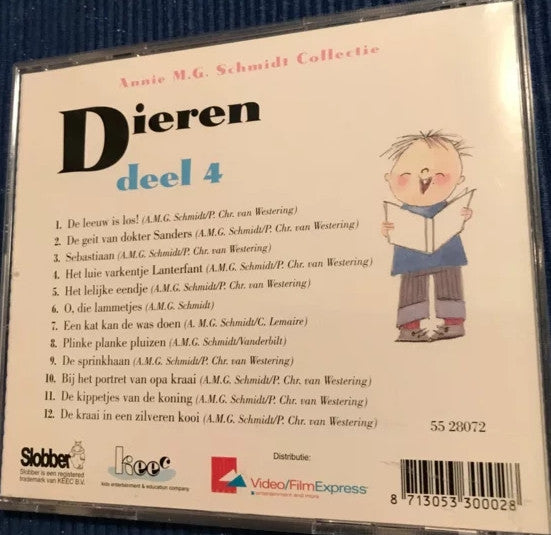 Annie M.G. Schmidt Collectie
Dieren
deel 4
1. De leeuw is los! (A.M.G. Schmidt/P. Chr. van Westering)
2. De geit van dokter Sanders (A.M.G. Schmidt/P. Chr. van Westering)
3. Sebastiaan (A.M.G. Schmidt/P. Chr. van Westering)
4. Het luie varkentje Lanterfant (A.M.G. Schmidt/P. Chr. van Westering)
5. Het lelijke eendje (A.M.G. Schmidt/P. Chr. van Westering)
6. O, die lammetjes (A.M.G. Schmidt)
7. Een kat kan de was doen (A. M.G. Schmidt/C. Lemaire)
8. Plinke planke pluizen (A.M.G. Schmidt/Vanderbilt)
9. De sprinkhaan (A.M.G. Schmidt/P. Chr. van Westering)
10. Bij het portret van opa kraai (A.M.G. Schmidt/P. Chr. van Westering)
11. De kippetjes van de koning (A.M.G. Schmidt/P. Chr. van Westering)
12. De kraai in een zilveren kooi (A.M.G. Schmidt/P. Chr. van Westering)
55 28072
Slobber
Slobber is een registered
trademark van KEEC B.V.
keec
kids entertainment & education company
Distributie:
Video/FilmExpress
entertainment and more
8 713053 300028